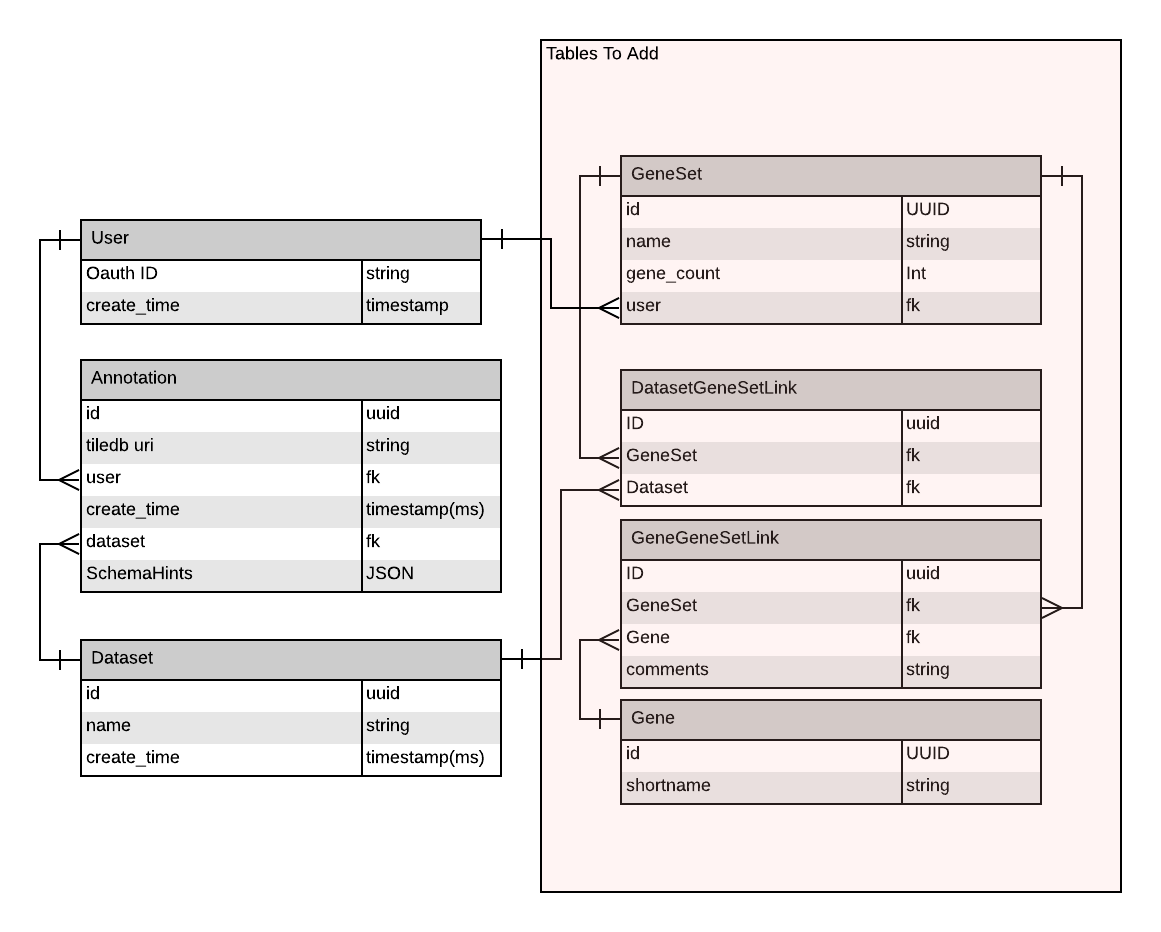 Tables To Add
User
Oauth ID string
create_time timestamp
Annotation
id uuid
tiledb uri string
user fk
create_time timestamp(ms)
dataset fk
SchemaHints JSON
Dataset
id uuid
name string
create_time timestamp(ms)
GeneSet
id UUID
name string
gene_count Int
user fk
DatasetGeneSetLink
ID uuid
GeneSet fk
Dataset fk
GeneGeneSetLink
ID uuid
GeneSet fk
Gene fk
comments string
Gene
id UUID
shortname string